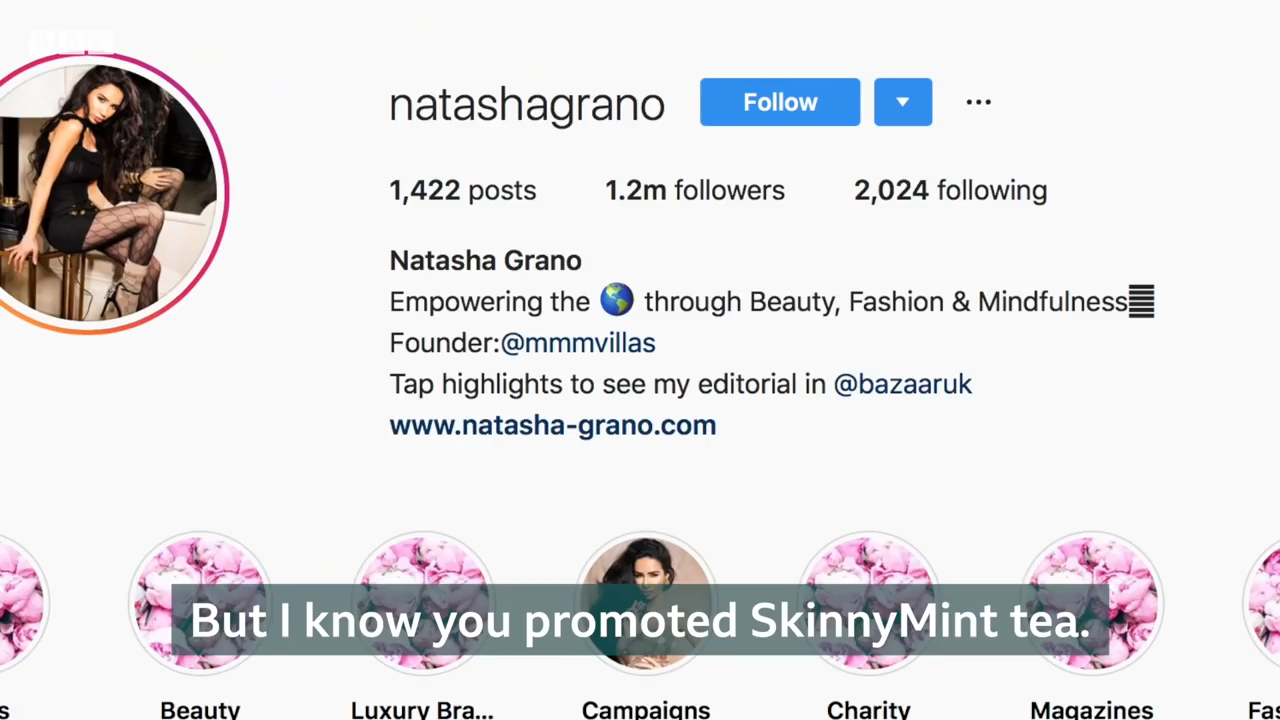 natashagrano Follow ...
1,422 posts 1.2m followers 2,024 following
Natasha Grano
Empowering the 🌎 through Beauty, Fashion & Mindfulness
Founder:@mmmvillas
Tap highlights to see my editorial in @bazaaruk
www.natasha-grano.com
But I know you promoted SkinnyMint tea.
Beauty Luxury Bra... Campaigns Charity Magazines